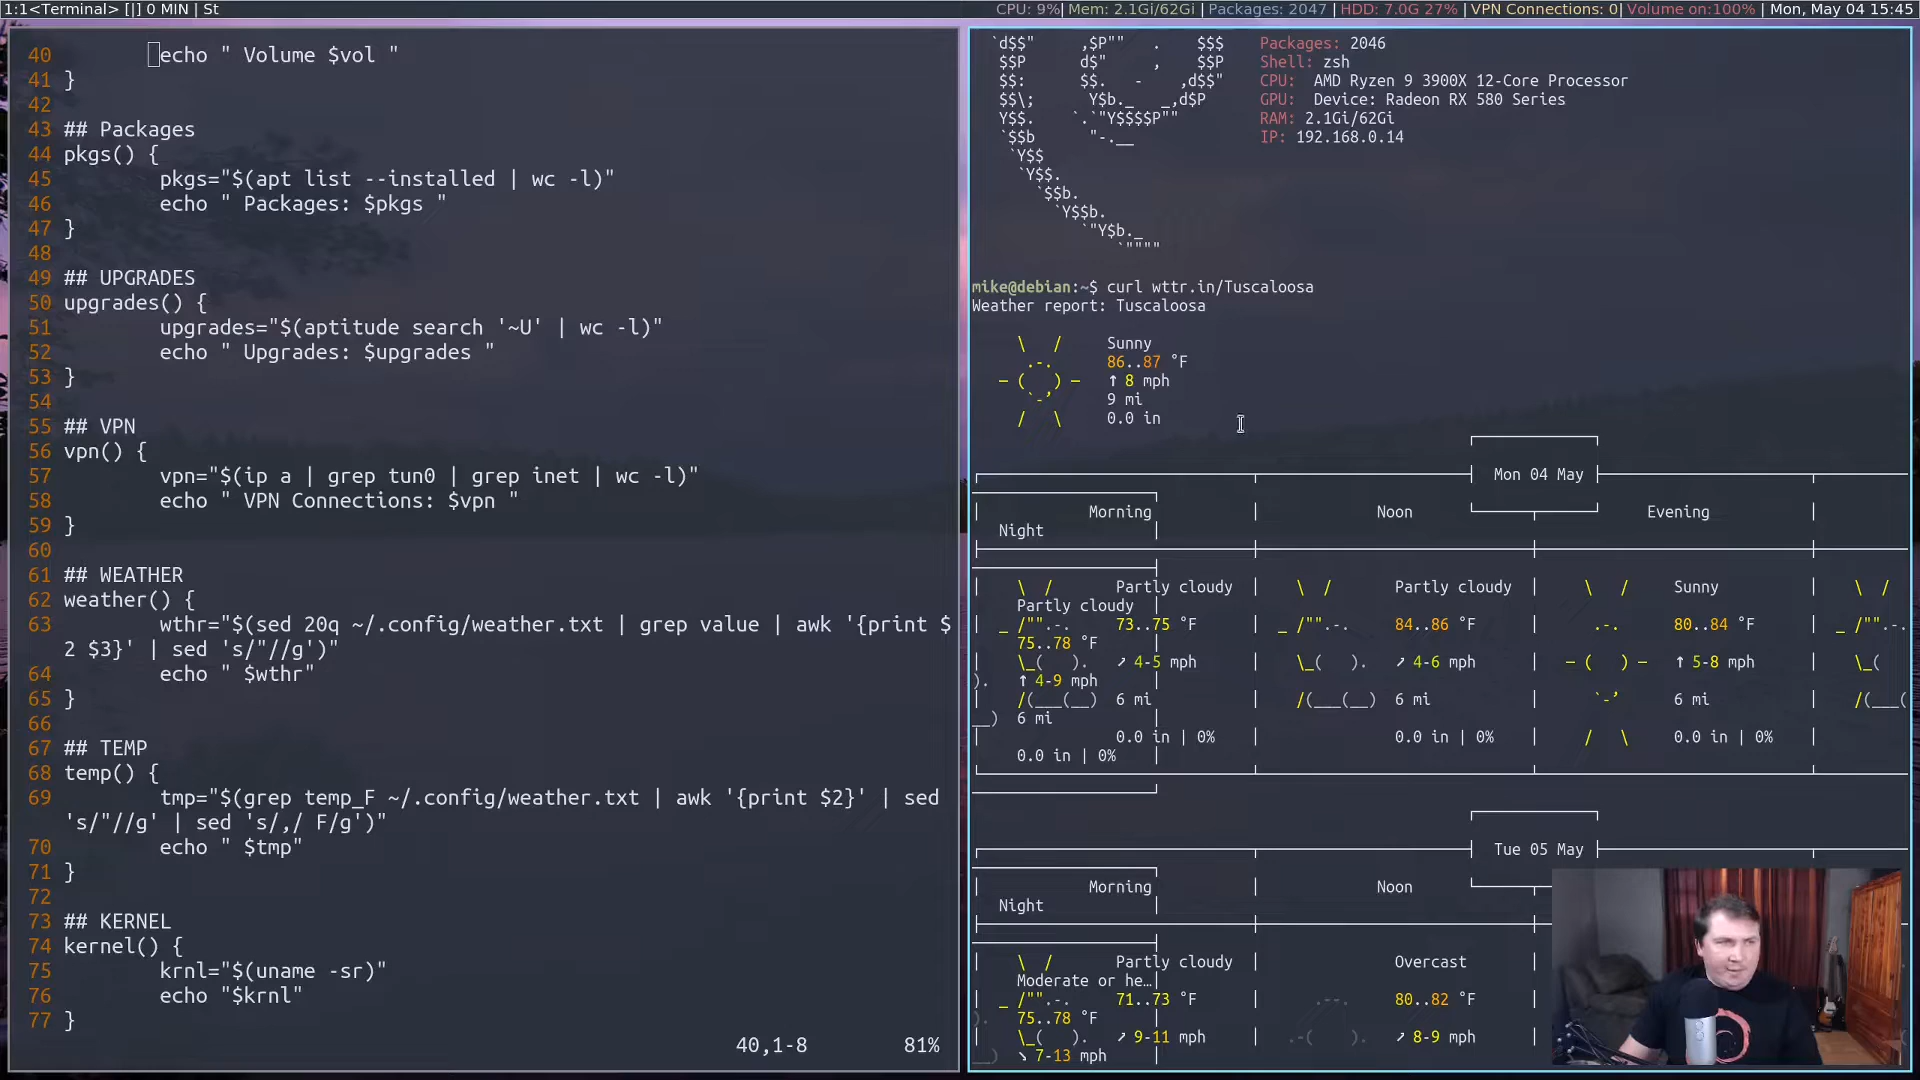 1:1<Terminal> [|] 0 MIN | St
CPU: 9%| Mem: 2.1Gi/62Gi | Packages: 2047 | HDD: 7.0G 27% | VPN Connections: 0| Volume on:100% | Mon, May 04 15:45
40 echo " Volume $vol "
41 }
42
43 ## Packages
44 pkgs() {
45 pkgs="$(apt list --installed | wc -l)"
46 echo " Packages: $pkgs "
47 }
48
49 ## UPGRADES
50 upgrades() {
51 upgrades="$(aptitude search '~U' | wc -l)"
52 echo " Upgrades: $upgrades "
53 }
54
55 ## VPN
56 vpn() {
57 vpn="$(ip a | grep tun0 | grep inet | wc -l)"
58 echo " VPN Connections: $vpn "
59 }
60
61 ## WEATHER
62 weather() {
63 wthr="$(sed 20q ~/.config/weather.txt | grep value | awk '{print $
2 $3}' | sed 's/"//g')"
64 echo " $wthr"
65 }
66
67 ## TEMP
68 temp() {
69 tmp="$(grep temp_F ~/.config/weather.txt | awk '{print $2}' | sed
's/"//g' | sed 's/,/ F/g')"
70 echo " $tmp"
71 }
72
73 ## KERNEL
74 kernel() {
75 krnl="$(uname -sr)"
76 echo "$krnl"
77 }
40,1-8 81%
Packages: 2046
Shell: zsh
CPU: AMD Ryzen 9 3900X 12-Core Processor
GPU: Device: Radeon RX 580 Series
RAM: 2.1Gi/62Gi
IP: 192.168.0.14
mike@debian:~$ curl wttr.in/Tuscaloosa
Weather report: Tuscaloosa
Sunny
86..87 °F
↑ 8 mph
9 mi
0.0 in
Mon 04 May
Morning Noon Evening
Night
Partly cloudy Partly cloudy Sunny
Partly cloudy
73..75 °F 84..86 °F 80..84 °F
75..78 °F
↗ 4-5 mph ↗ 4-6 mph ↑ 5-8 mph
↑ 4-9 mph
6 mi 6 mi 6 mi
6 mi
0.0 in | 0% 0.0 in | 0% 0.0 in | 0%
0.0 in | 0%
Tue 05 May
Morning Noon
Night
Partly cloudy Overcast
Moderate or he…
71..73 °F 80..82 °F
75..78 °F
↗ 9-11 mph ↗ 8-9 mph
↘ 7-13 mph